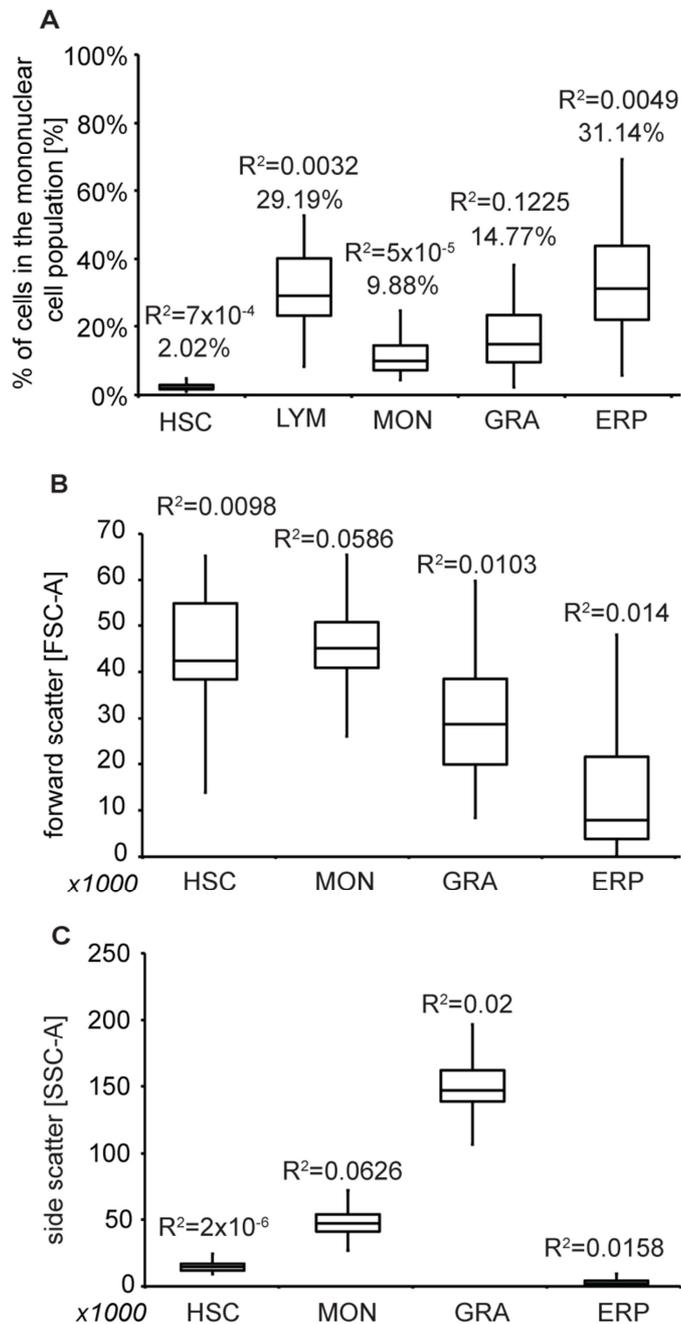 A
% of cells in the mononuclear
cell population [%]
100%
80%
60%
40%
20%
0%
R²=7x10⁻⁴
2.02%
R²=0.0032
29.19%
R²=5x10⁻⁵
9.88%
R²=0.1225
14.77%
R²=0.0049
31.14%
HSC
LYM
MON
GRA
ERP
B
forward scatter [FSC-A]
70
60
50
40
30
20
10
0
R²=0.0098
R²=0.0586
R²=0.0103
R²=0.014
x1000
HSC
MON
GRA
ERP
C
side scatter [SSC-A]
250
200
150
100
50
0
R²=2x10⁻⁶
R²=0.0626
R²=0.02
R²=0.0158
x1000
HSC
MON
GRA
ERP